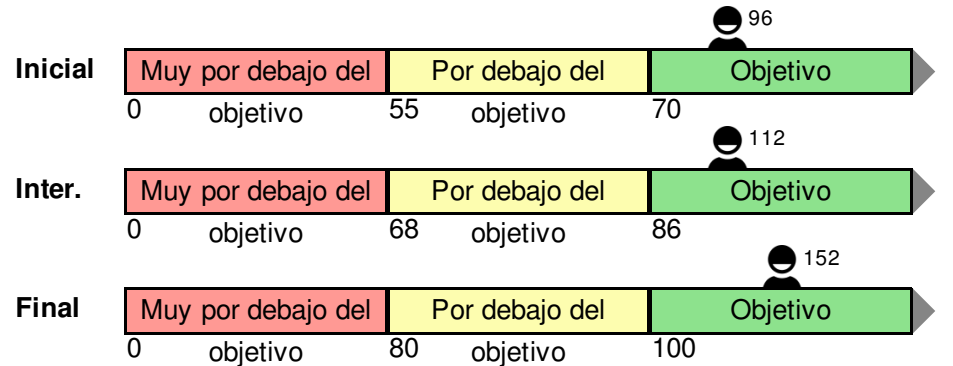 96
Inicial Muy por debajo del Por debajo del Objetivo
0 objetivo 55 objetivo 70
112
Inter. Muy por debajo del Por debajo del Objetivo
0 objetivo 68 objetivo 86
152
Final Muy por debajo del Por debajo del Objetivo
0 objetivo 80 objetivo 100